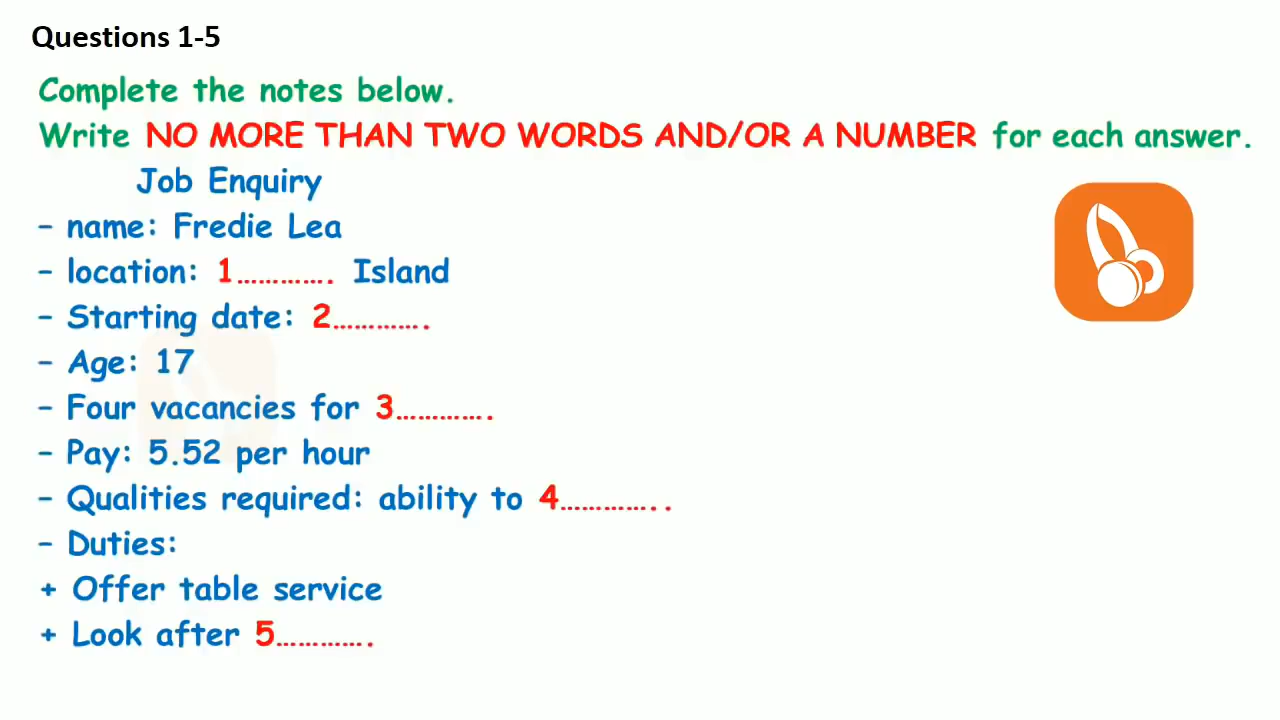 Questions 1-5
Complete the notes below.
Write NO MORE THAN TWO WORDS AND/OR A NUMBER for each answer.
Job Enquiry
– name: Fredie Lea
– location: 1…………. Island
– Starting date: 2………….
– Age: 17
– Four vacancies for 3………….
– Pay: 5.52 per hour
– Qualities required: ability to 4…………..
– Duties:
+ Offer table service
+ Look after 5………….